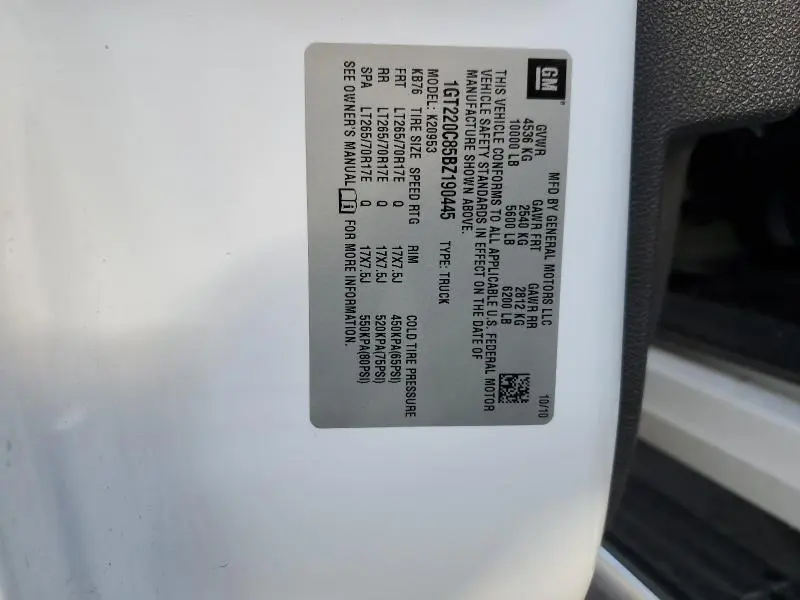 GM
MFD BY GENERAL MOTORS LLC 10/10
GVWR GAWR FRT GAWR RR
4536 KG 2540 KG 2812 KG
10000 LB 5600 LB 6200 LB
THIS VEHICLE CONFORMS TO ALL APPLICABLE U.S. FEDERAL MOTOR
VEHICLE SAFETY STANDARDS IN EFFECT ON THE DATE OF
MANUFACTURE SHOWN ABOVE.
1GT220C85BZ190445 TYPE: TRUCK
MODEL: K20953
KB76 TIRE SIZE SPEED RTG RIM COLD TIRE PRESSURE
FRT LT265/70R17E Q 17X7.5J 450KPA(65PSI)
RR LT265/70R17E Q 17X7.5J 520KPA(75PSI)
SPA LT265/70R17E Q 17X7.5J 550KPA(80PSI)
SEE OWNER'S MANUAL FOR MORE INFORMATION.